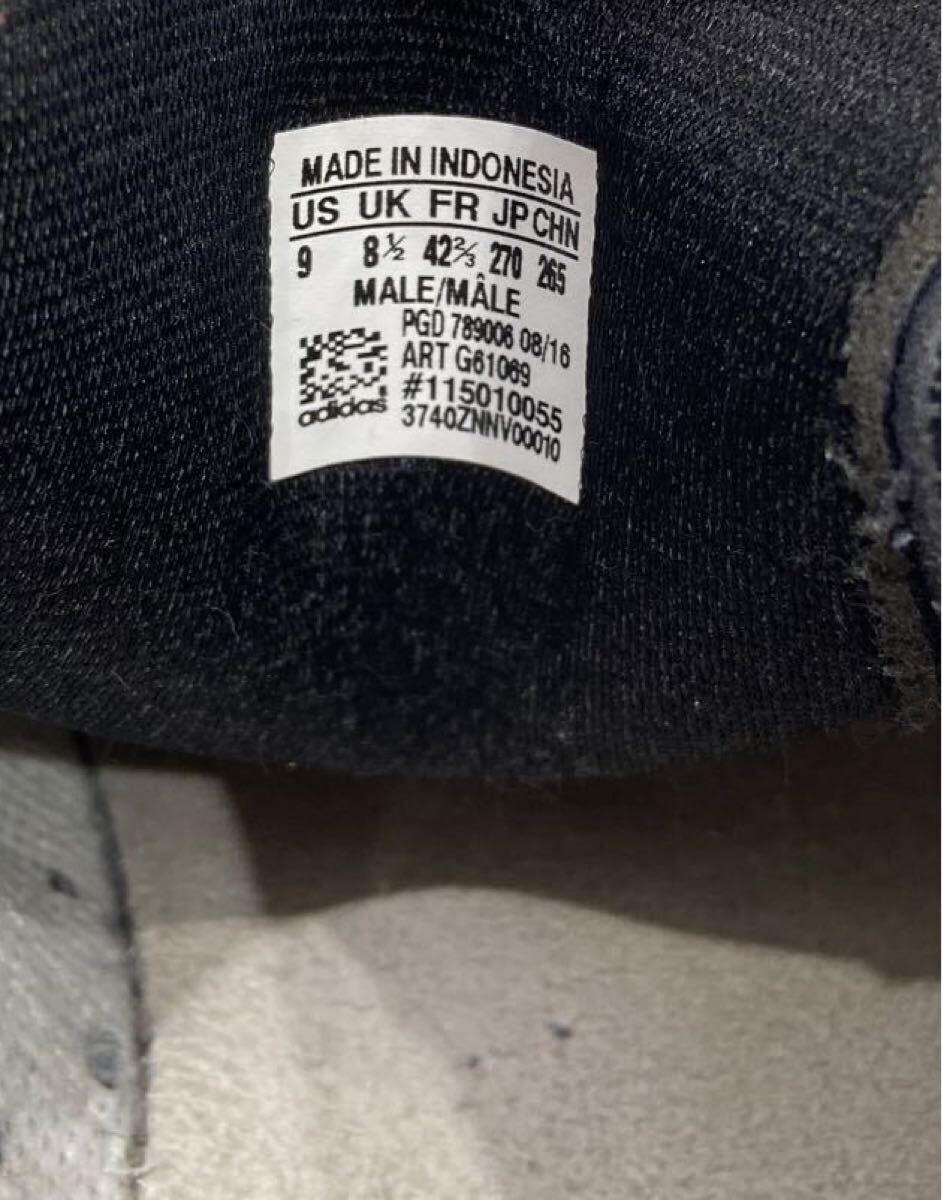 MADE IN INDONESIA
US UK FR JP CHN
9 8½ 42⅔ 270 265
MALE/MÂLE
PGD 789006 08/16
ART G61069
#115010055
adidas 3740ZNNV00010